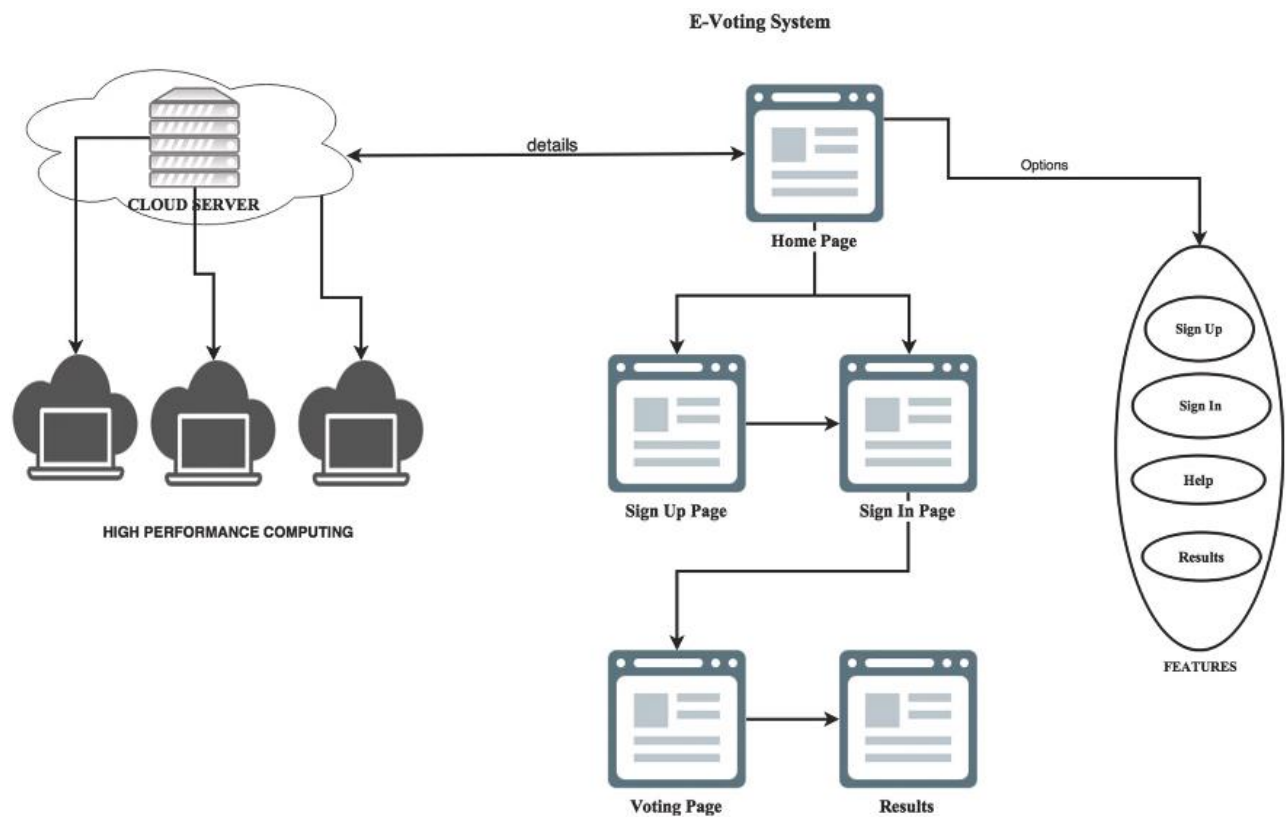 E-Voting System
CLOUD SERVER
details
Options
Home Page
Sign Up
Sign In
Help
Results
FEATURES
Sign Up Page
Sign In Page
HIGH PERFORMANCE COMPUTING
Voting Page
Results